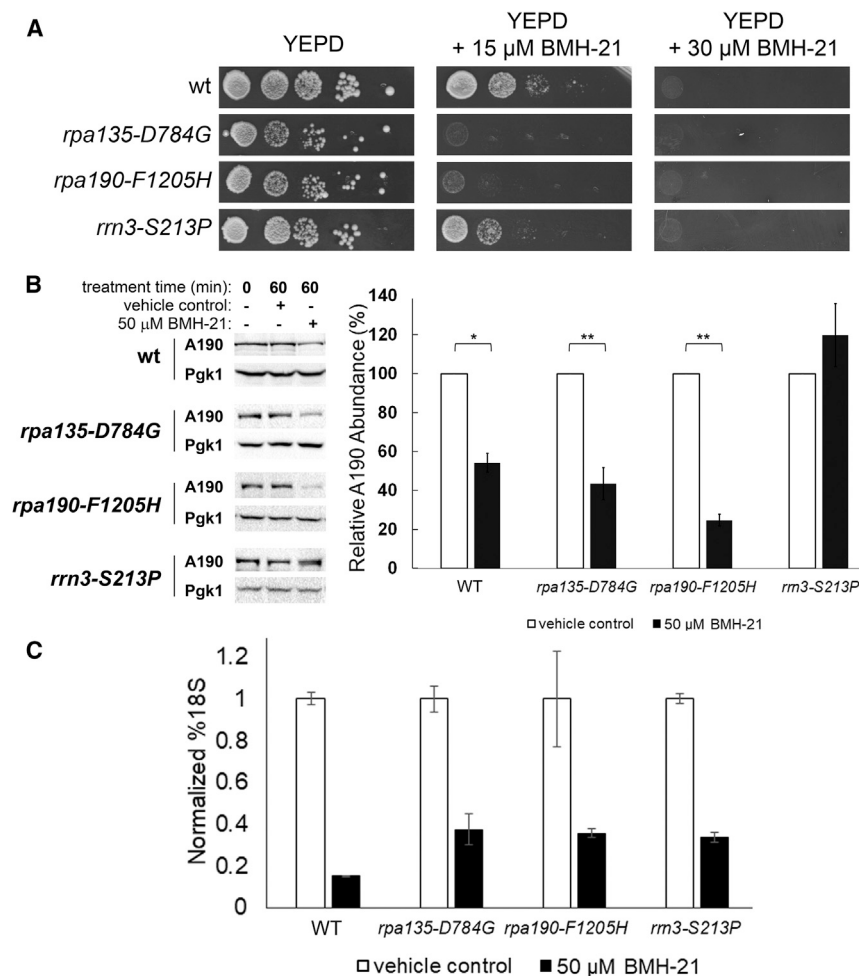 A
YEPD
YEPD
+ 15 µM BMH-21
YEPD
+ 30 µM BMH-21
wt
rpa135-D784G
rpa190-F1205H
rrn3-S213P
B
treatment time (min): 0 60 60
vehicle control: - + -
50 µM BMH-21: - - +
wt
A190
Pgk1
rpa135-D784G
A190
Pgk1
rpa190-F1205H
A190
Pgk1
rrn3-S213P
A190
Pgk1
Relative A190 Abundance (%)
140
120
100
80
60
40
20
0
*
**
**
WT rpa135-D784G rpa190-F1205H rrn3-S213P
vehicle control 50 µM BMH-21
C
Normalized %18S
1.2
1
0.8
0.6
0.4
0.2
0
WT rpa135-D784G rpa190-F1205H rrn3-S213P
vehicle control 50 µM BMH-21